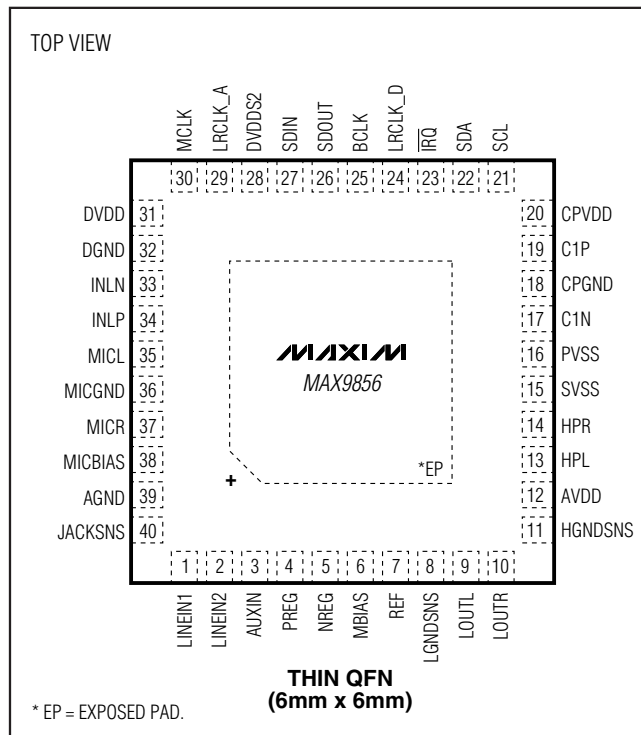 TOP VIEW
MCLK
LRCLK_A
DVDDS2
SDIN
SDOUT
BCLK
LRCLK_D
IRQ
SDA
SCL
30 29 28 27 26 25 24 23 22 21
DVDD 31
DGND 32
INLN 33
INLP 34
MICL 35
MICGND 36
MICR 37
MICBIAS 38
AGND 39
JACKSNS 40
MAXIM
MAX9856
*EP
+
20 CPVDD
19 C1P
18 CPGND
17 C1N
16 PVSS
15 SVSS
14 HPR
13 HPL
12 AVDD
11 HGNDSNS
1 2 3 4 5 6 7 8 9 10
LINEIN1
LINEIN2
AUXIN
PREG
NREG
MBIAS
REF
LGNDSNS
LOUTL
LOUTR
THIN QFN
(6mm x 6mm)
* EP = EXPOSED PAD.